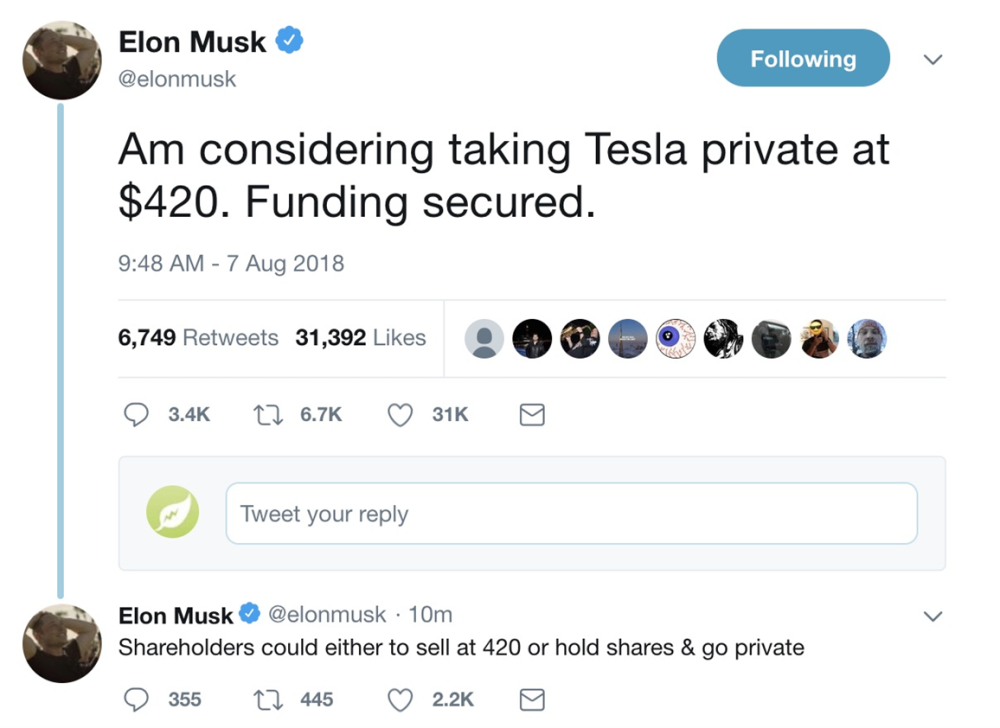 Elon Musk
@elonmusk
Following
Am considering taking Tesla private at
$420. Funding secured.
9:48 AM - 7 Aug 2018
6,749 Retweets 31,392 Likes
3.4K 6.7K 31K
Tweet your reply
Elon Musk @elonmusk · 10m
Shareholders could either to sell at 420 or hold shares & go private
355 445 2.2K